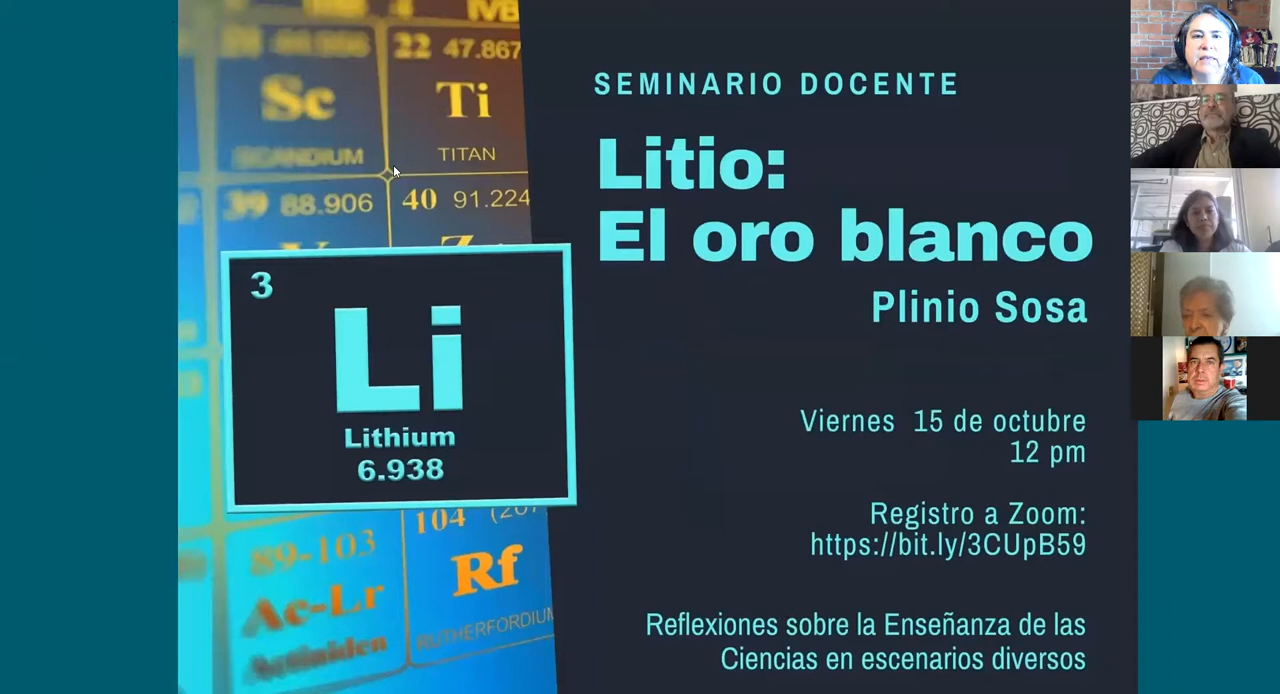 IVB
22 47.867
Sc
Ti
SCANDIUM
TITAN
39 88.906
40 91.224
3
Li
Lithium
6.938
104
89-103
Rf
Ac-Lr
Actiniden
RUTHERFORDIUM
SEMINARIO DOCENTE
Litio:
El oro blanco
Plinio Sosa
Viernes 15 de octubre
12 pm
Registro a Zoom:
https://bit.ly/3CUpB59
Reflexiones sobre la Enseñanza de las
Ciencias en escenarios diversos